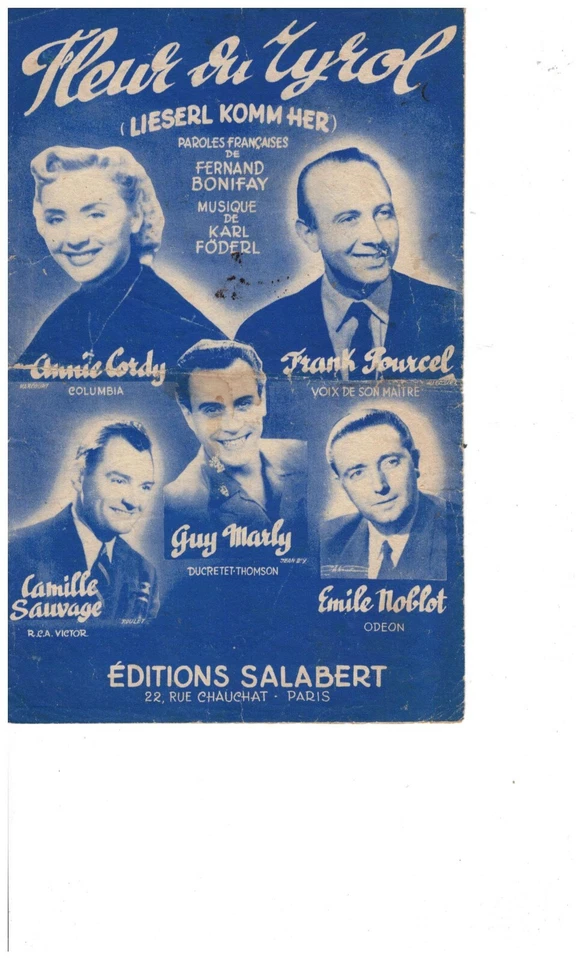 Fleur du Tyrol
(LIESERL KOMM HER)
PAROLES FRANÇAISES
DE
FERNAND
BONIFAY
MUSIQUE
DE
KARL
FÖDERL
Annie Cordy
COLUMBIA
Frank Pourcel
VOIX DE SON MAÎTRE
Guy Marly
DUCRETET-THOMSON
Camille
Sauvage
R.C.A. VICTOR
Emile Noblot
ODEON
ÉDITIONS SALABERT
22, RUE CHAUCHAT - PARIS